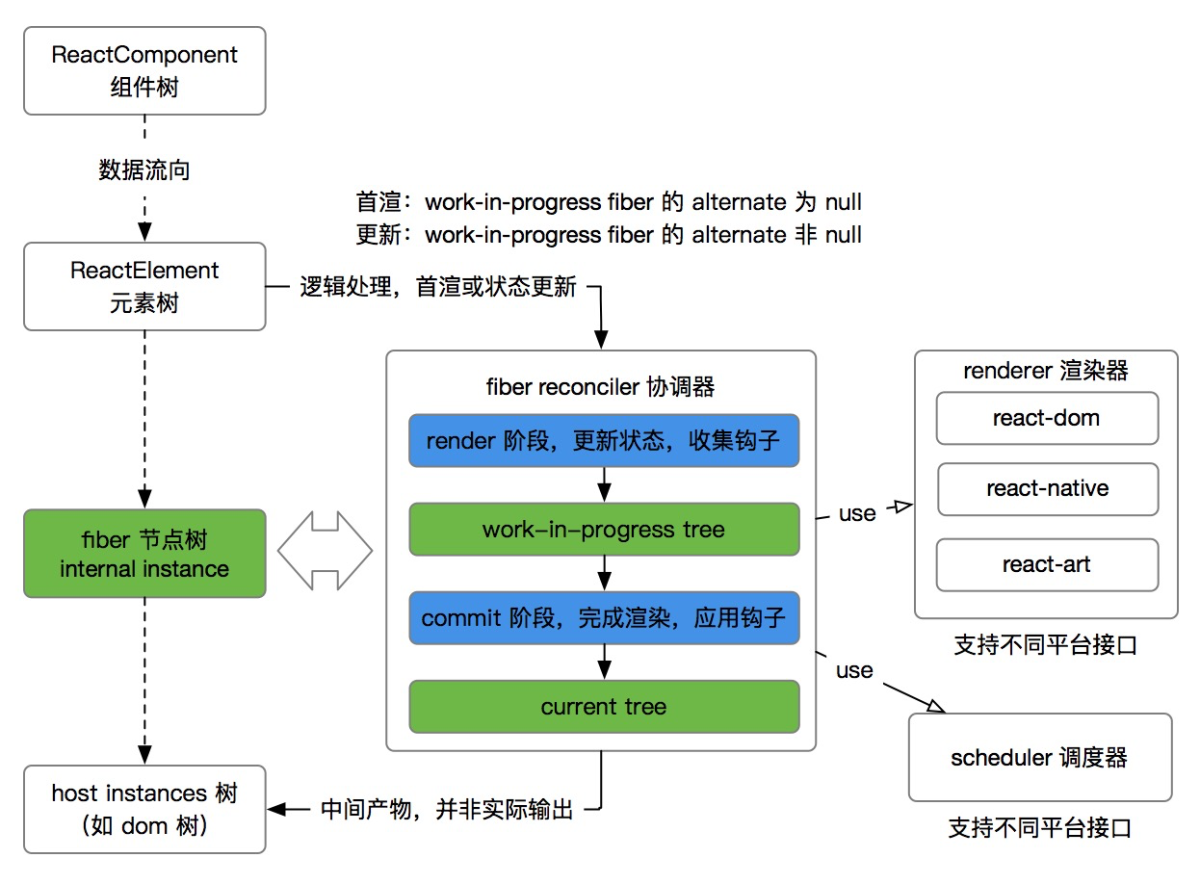 ReactComponent
组件树
数据流向
首渲：work-in-progress fiber 的 alternate 为 null
更新：work-in-progress fiber 的 alternate 非 null
ReactElement
元素树
逻辑处理，首渲或状态更新
fiber reconciler 协调器
render 阶段，更新状态，收集钩子
work–in–progress tree
commit 阶段，完成渲染，应用钩子
current tree
use
renderer 渲染器
react-dom
react-native
react-art
支持不同平台接口
use
scheduler 调度器
支持不同平台接口
fiber 节点树
internal instance
host instances 树
（如 dom 树）
中间产物，并非实际输出